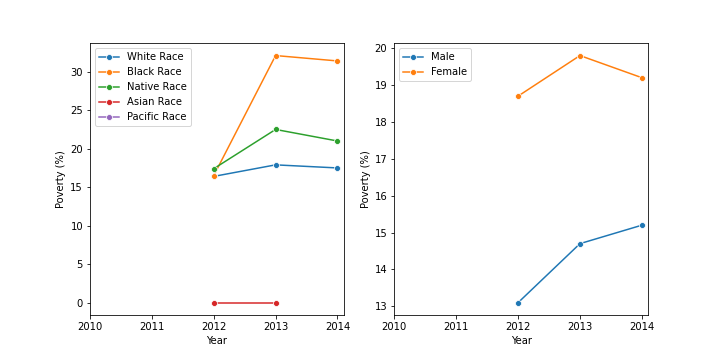 White Race
Black Race
Native Race
Asian Race
Pacific Race
Poverty (%)
30
25
20
15
10
5
0
2010 2011 2012 2013 2014
Year
Male
Female
Poverty (%)
20
19
18
17
16
15
14
13
2010 2011 2012 2013 2014
Year